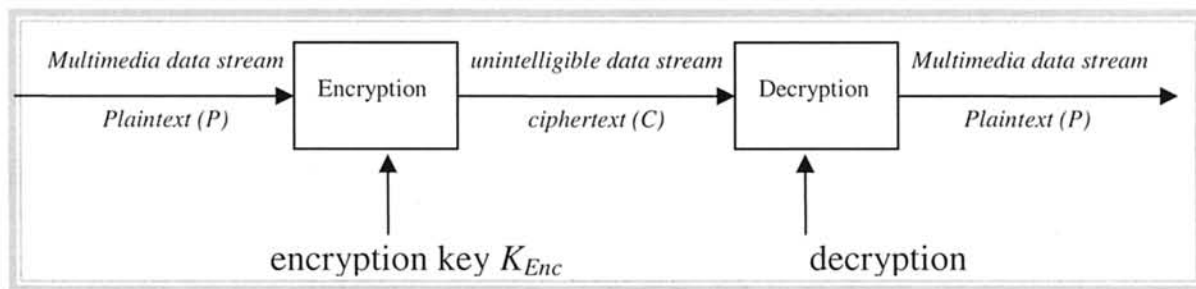 Multimedia data stream
Plaintext (P)
Encryption
unintelligible data stream
ciphertext (C)
Decryption
Multimedia data stream
Plaintext (P)
encryption key K_Enc
decryption